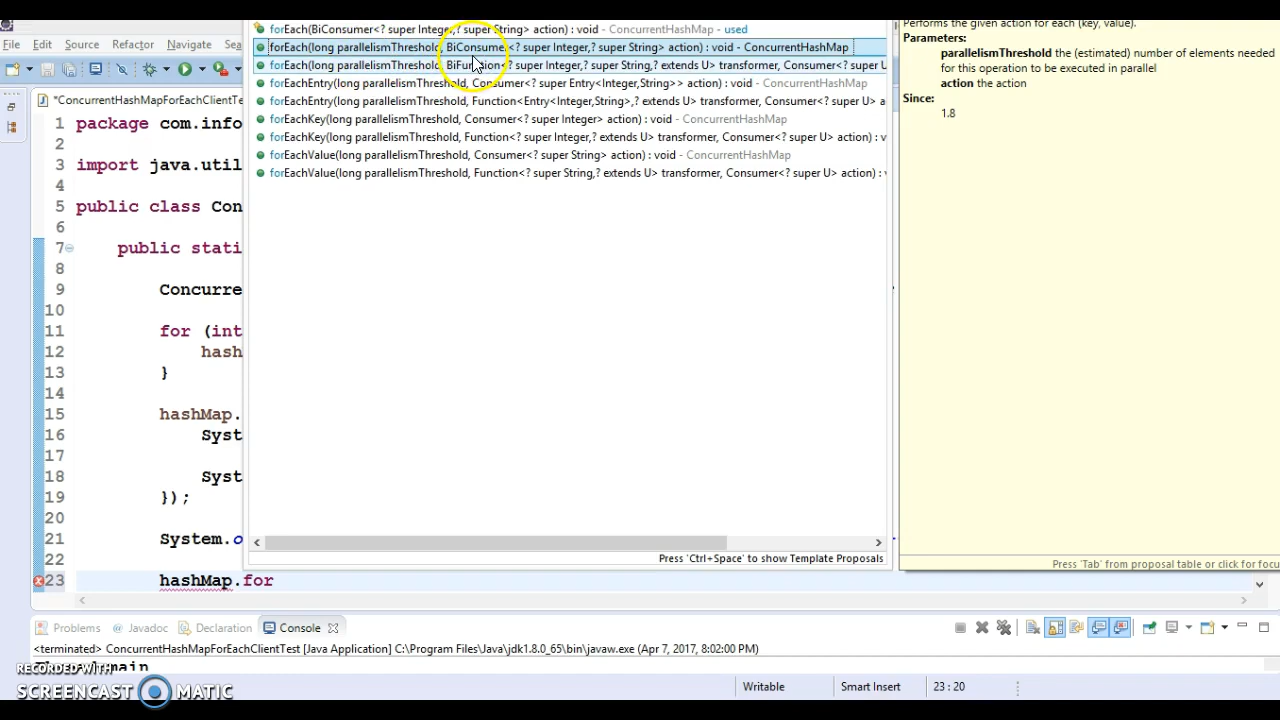 forEach(BiConsumer<? super Integer,? super String> action) : void - ConcurrentHashMap - used
forEach(long parallelismThreshold, BiConsumer<? super Integer,? super String> action) : void - ConcurrentHashMap
forEach(long parallelismThreshold, BiFunction<? super Integer,? super String,? extends U> transformer, Consumer<? super U
forEachEntry(long parallelismThreshold, Consumer<? super Entry<Integer,String>> action) : void - ConcurrentHashMap
forEachEntry(long parallelismThreshold, Function<Entry<Integer,String>,? extends U> transformer, Consumer<? super U> a
forEachKey(long parallelismThreshold, Consumer<? super Integer> action) : void - ConcurrentHashMap
forEachKey(long parallelismThreshold, Function<? super Integer,? extends U> transformer, Consumer<? super U> action) : v
forEachValue(long parallelismThreshold, Consumer<? super String> action) : void - ConcurrentHashMap
forEachValue(long parallelismThreshold, Function<? super String,? extends U> transformer, Consumer<? super U> action) :
Press 'Ctrl+Space' to show Template Proposals
Performs the given action for each (key, value).
Parameters:
parallelismThreshold the (estimated) number of elements needed
for this operation to be executed in parallel
action the action
Since:
1.8
Press 'Tab' from proposal table or click for focu
File Edit Source Refactor Navigate Sea
*ConcurrentHashMapForEachClientTe
1 package com.info
2
3 import java.util
4
5 public class Con
6
7 public stati
8
9 Concurre
10
11 for (int
12 hash
13 }
14
15 hashMap.
16 Syst
17
18 Syst
19 });
20
21 System.o
22
23 hashMap.for
Problems Javadoc Declaration Console
<terminated> ConcurrentHashMapForEachClientTest [Java Application] C:\Program Files\Java\jdk1.8.0_65\bin\javaw.exe (Apr 7, 2017, 8:02:00 PM)
main
RECORDED WITH
SCREENCAST MATIC
Writable Smart Insert 23 : 20